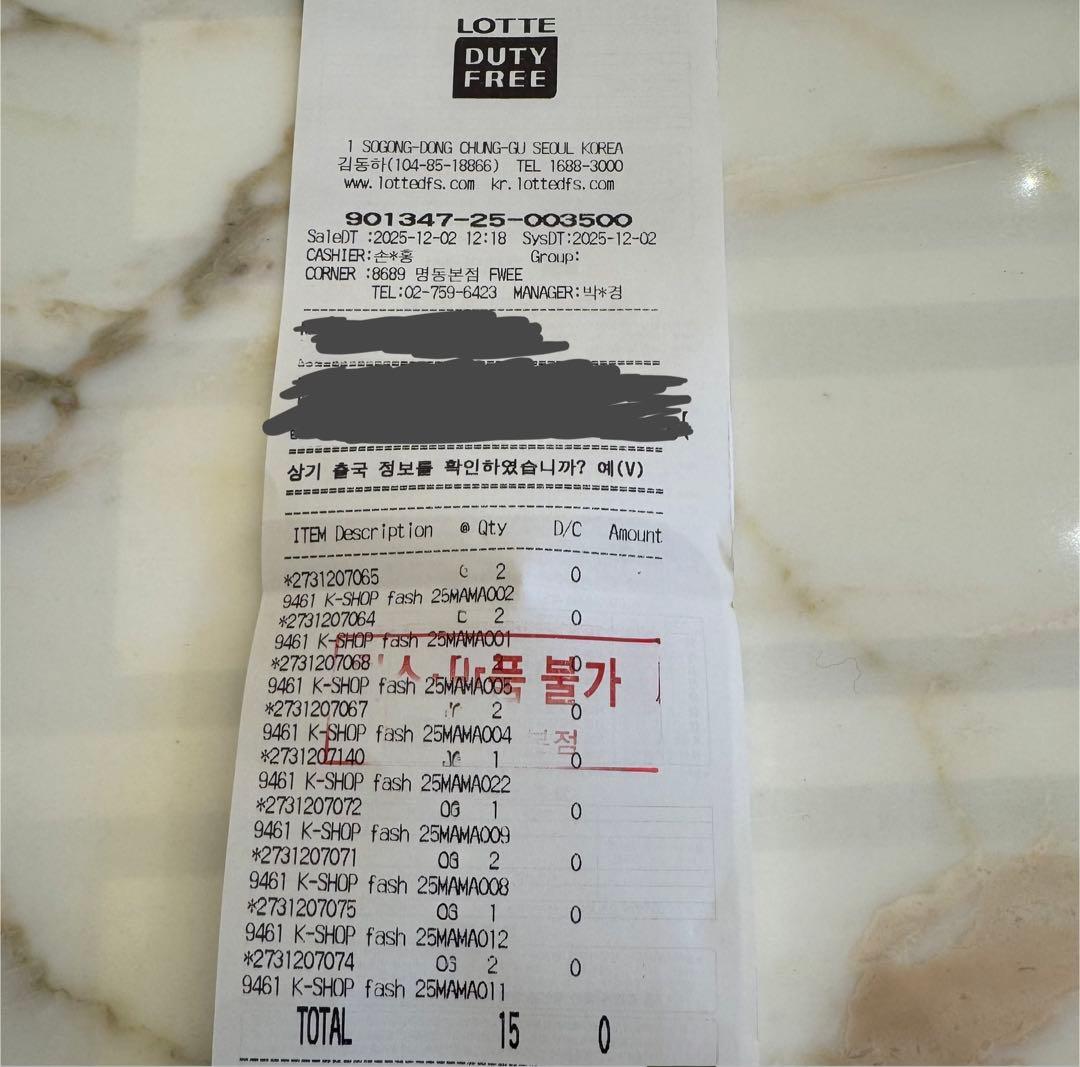 LOTTE
DUTY
FREE
1 SOGONG-DONG CHUNG-GU SEOUL KOREA
김동하(104-85-18866) TEL 1688-3000
www.lottedfs.com kr.lottedfs.com
901347-25-003500
SaleDT :2025-12-02 12:18 SysDT:2025-12-02
CASHIER:손*홍 Group:
CORNER :8689 명동본점 FWEE
TEL:02-759-6423 MANAGER:박*경
상기 출국 정보를 확인하였습니까? 예(V)
ITEM Description @ Qty D/C Amount
*2731207065 2 0
9461 K-SHOP fash 25MAMA002
*2731207064 2 0
9461 K-SHOP fash 25MAMA001
*2731207068 2 0
불가
9461 K-SHOP fash 25MAMA005
*2731207067 2 0
9461 K-SHOP fash 25MAMA004
*2731207140 1 0
9461 K-SHOP fash 25MAMA022
*2731207072 1 0
9461 K-SHOP fash 25MAMA009
*2731207071 2 0
9461 K-SHOP fash 25MAMA008
*2731207075 1 0
9461 K-SHOP fash 25MAMA012
*2731207074 2 0
9461 K-SHOP fash 25MAMA011
TOTAL 15 0